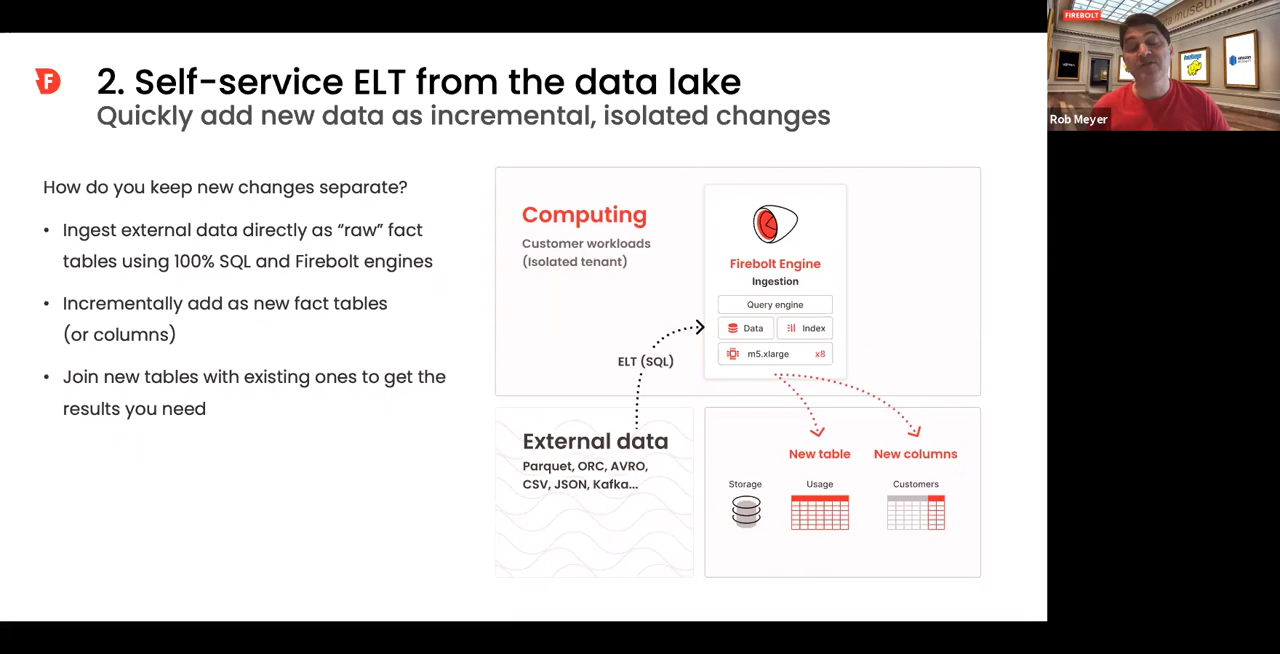 2. Self-service ELT from the data lake
Quickly add new data as incremental, isolated changes
How do you keep new changes separate?
• Ingest external data directly as “raw” fact
tables using 100% SQL and Firebolt engines
• Incrementally add as new fact tables
(or columns)
• Join new tables with existing ones to get the
results you need
Computing
Customer workloads
(Isolated tenant)
Firebolt Engine
Ingestion
Query engine
Data
Index
m5.xlarge x8
ELT (SQL)
External data
Parquet, ORC, AVRO,
CSV, JSON, Kafka...
New table
New columns
Storage
Usage
Customers
FIREBOLT
Rob Meyer